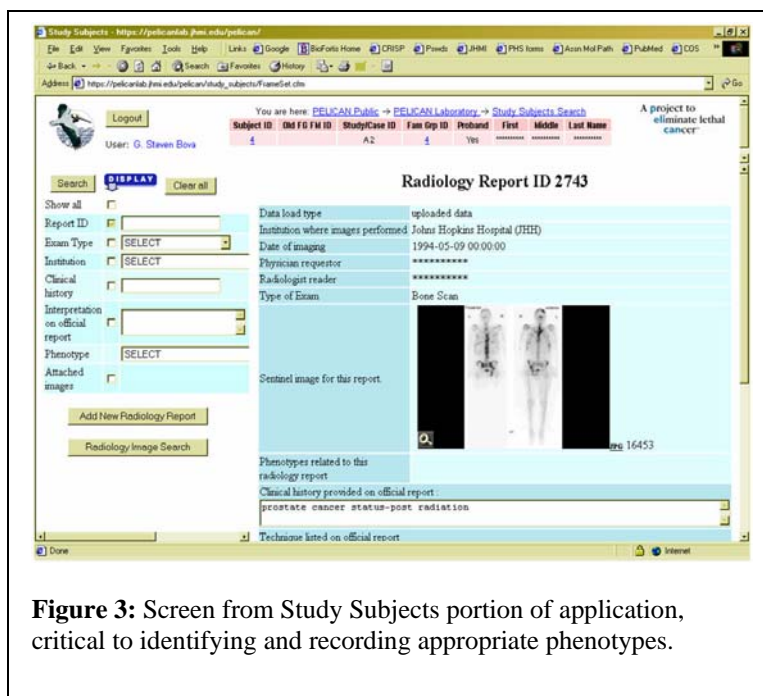 Study Subjects - https://pelicanlab.jhmi.edu/pelican/
File Edit View Favorites Tools Help Links Google BioFortis Home CRISP Pswds JHMI PHS forms Assn Mol Path PubMed COS
Back Search Favorites History
Address https://pelicanlab.jhmi.edu/pelican/study_subjects/FrameSet.cfm Go
Logout
User: G. Steven Bova
You are here: PELICAN Public -> PELICAN Laboratory -> Study Subjects Search
Subject ID Old FG FM ID Study/Case ID Fam Grp ID Proband First Middle Last Name
4 A2 4 Yes ********** ********** **********
A project to
eliminate lethal
cancer
Search DISPLAY Clear all
Show all
Report ID
Exam Type SELECT
Institution SELECT
Clinical
history
Interpretation
on official
report
Phenotype SELECT
Attached
images
Add New Radiology Report
Radiology Image Search
Radiology Report ID 2743
Data load type uploaded data
Institution where images performed Johns Hopkins Hospital (JHH)
Date of imaging 1994-05-09 00:00:00
Physician requestor **********
Radiologist reader **********
Type of Exam Bone Scan
Sentinel image for this report.
JPG 16453
Phenotypes related to this
radiology report
Clinical history provided on official report :
prostate cancer status-post radiation
Technique listed on official report
Done Internet
Figure 3: Screen from Study Subjects portion of application,
critical to identifying and recording appropriate phenotypes.